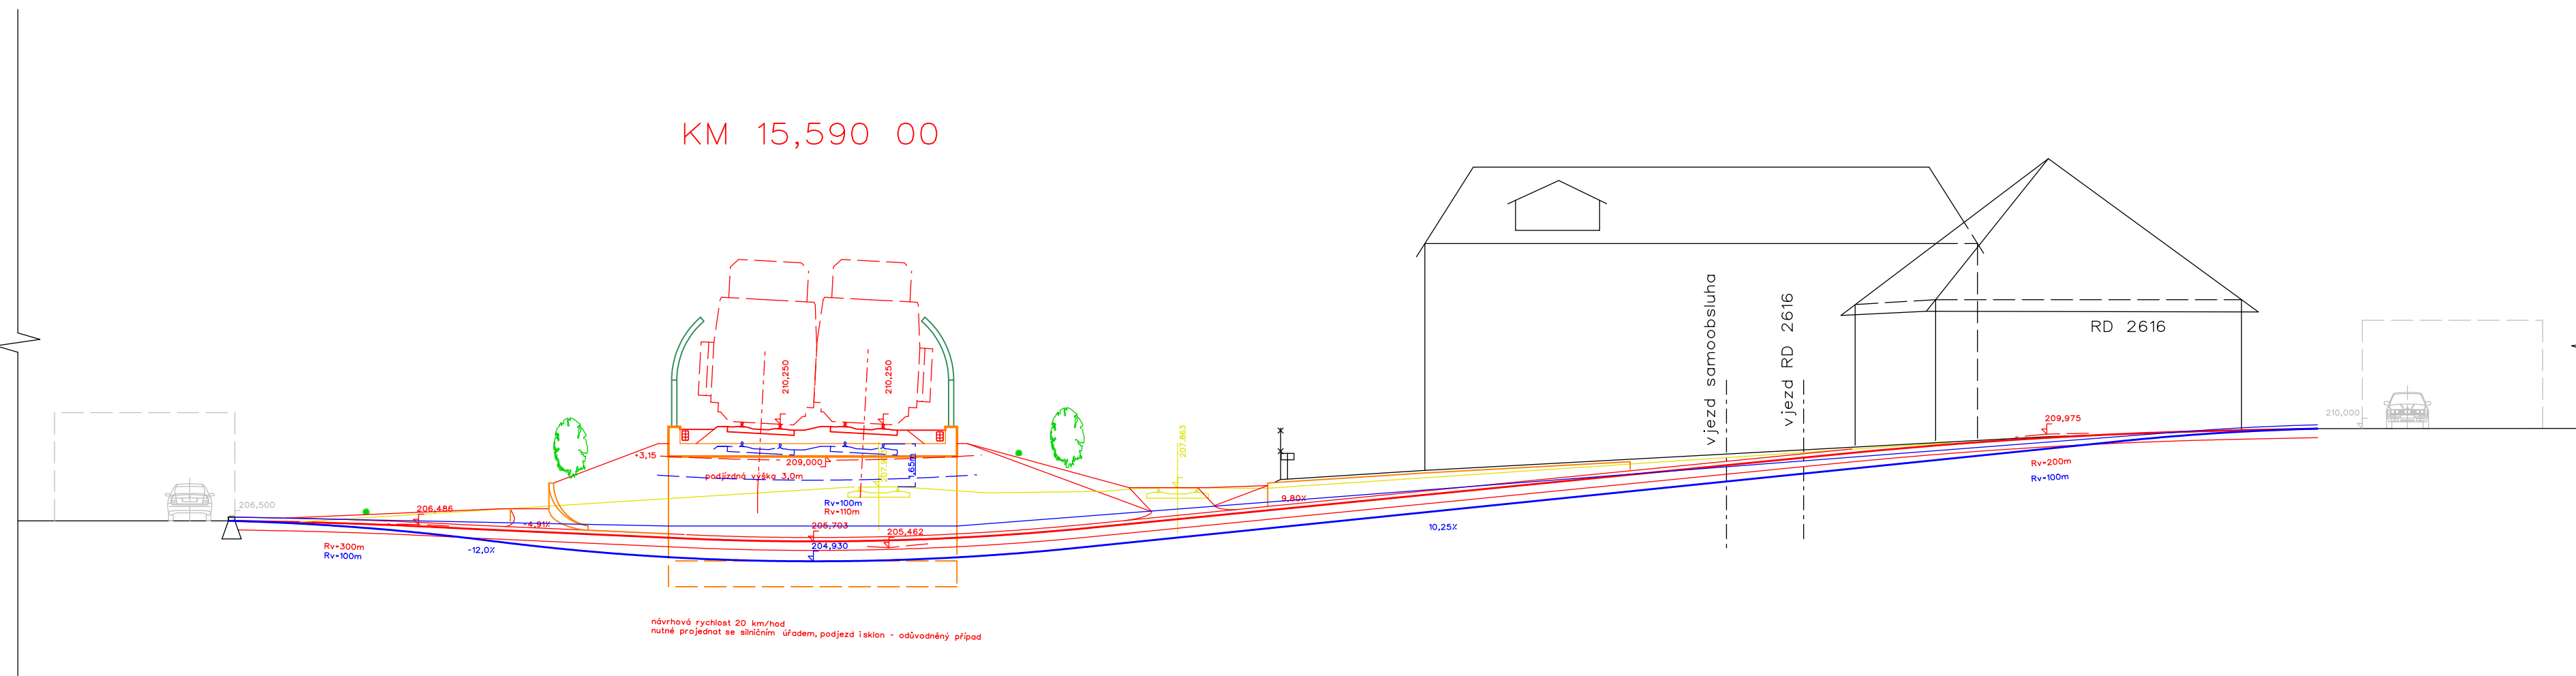 KM 15,590 00
vjezd samoobsluha
vjezd RD 2616
RD 2616
210,250
210,250
207,883
209,975
210,000
+3,15
209,000
1,65m
podjízdná výška 3,0m
Rv=100m
Rv=110m
206,500
206,486
-4,91%
205,703
205,462
204,930
9,80%
10,25%
Rv=200m
Rv=100m
Rv=300m
Rv=100m
-12,0%
návrhová rychlost 20 km/hod
nutné projednat se silničním úřadem, podjezd i sklon - odůvodněný případ